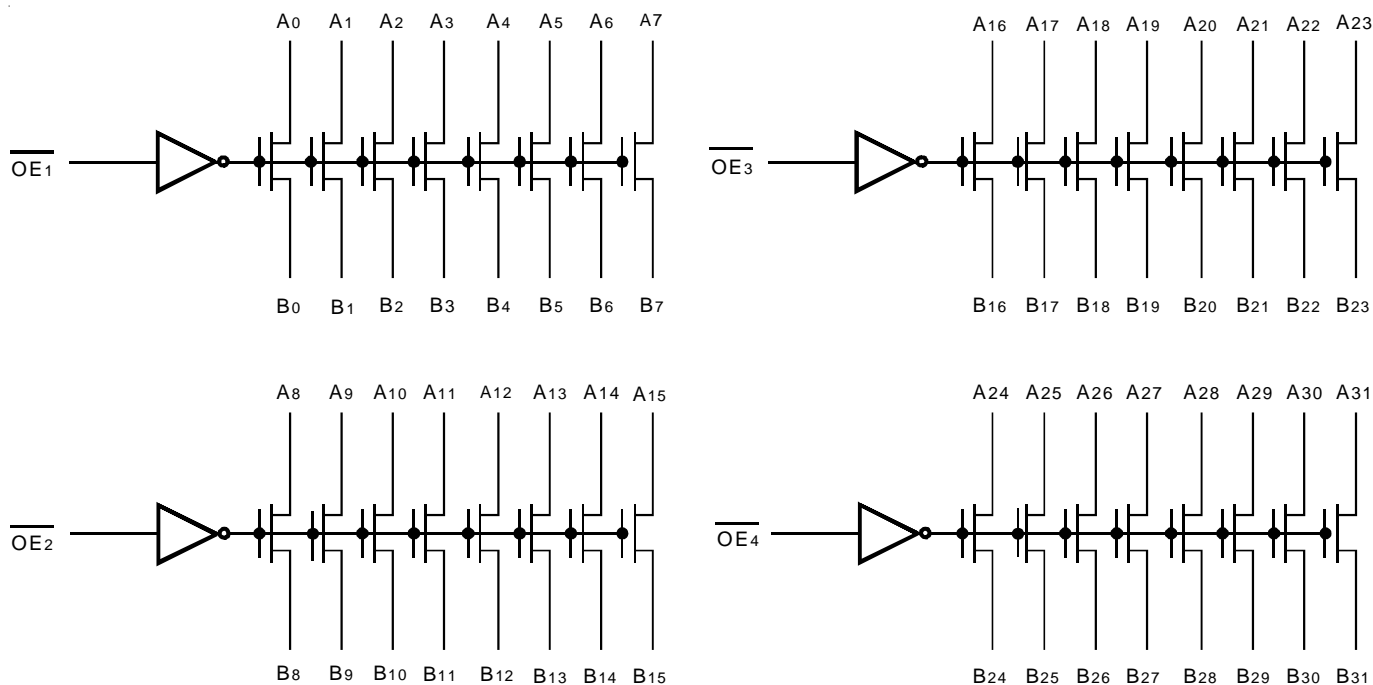 A0 A1 A2 A3 A4 A5 A6 A7
OE1
B0 B1 B2 B3 B4 B5 B6 B7
A16 A17 A18 A19 A20 A21 A22 A23
OE3
B16 B17 B18 B19 B20 B21 B22 B23
A8 A9 A10 A11 A12 A13 A14 A15
OE2
B8 B9 B10 B11 B12 B13 B14 B15
A24 A25 A26 A27 A28 A29 A30 A31
OE4
B24 B25 B26 B27 B28 B29 B30 B31